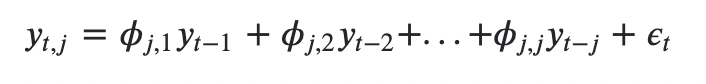 y_{t,j} = ϕ_{j,1}y_{t−1} + ϕ_{j,2}y_{t−2}+...+ϕ_{j,j}y_{t−j} + ϵ_t